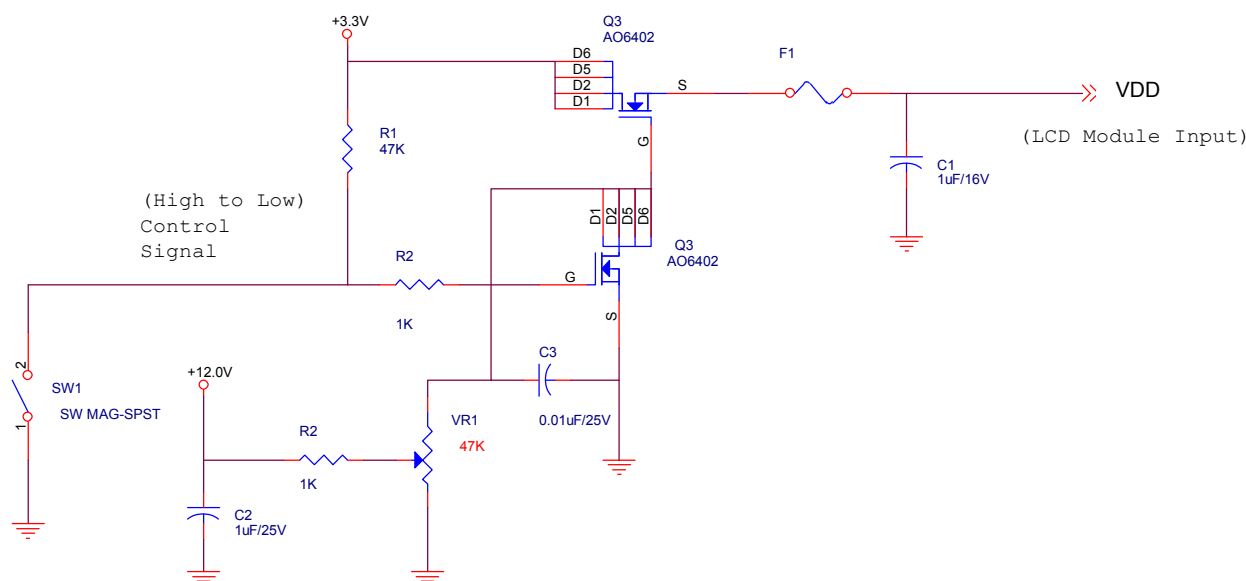 +3.3V
Q3
AO6402
D6
D5
D2
D1
S
G
F1
VDD
(LCD Module Input)
R1
47K
C1
1uF/16V
(High to Low)
Control
Signal
D1
D2
D5
D6
Q3
AO6402
R2
G
1K
S
2
1
SW1
SW MAG-SPST
+12.0V
C3
0.01uF/25V
R2
1K
VR1
47K
C2
1uF/25V